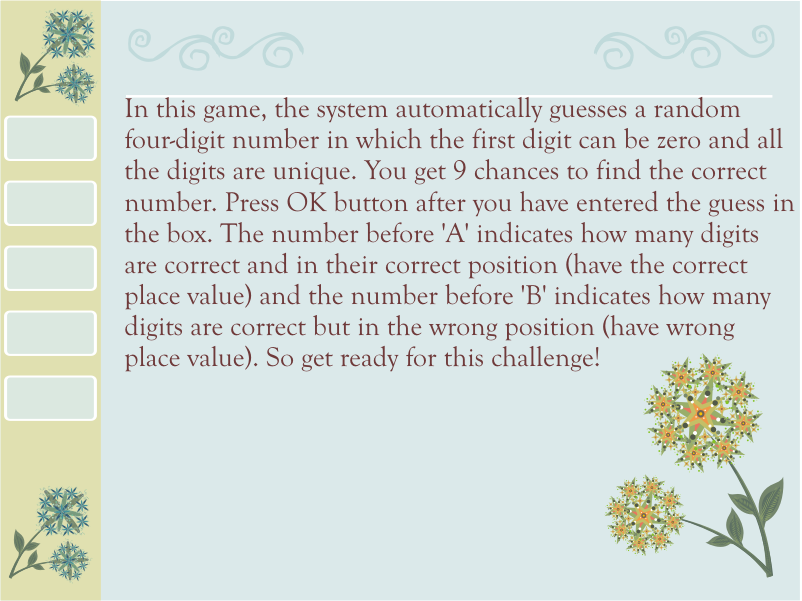 In this game, the system automatically guesses a random
four-digit number in which the first digit can be zero and all
the digits are unique. You get 9 chances to find the correct
number. Press OK button after you have entered the guess in
the box. The number before 'A' indicates how many digits
are correct and in their correct position (have the correct
place value) and the number before 'B' indicates how many
digits are correct but in the wrong position (have wrong
place value). So get ready for this challenge!